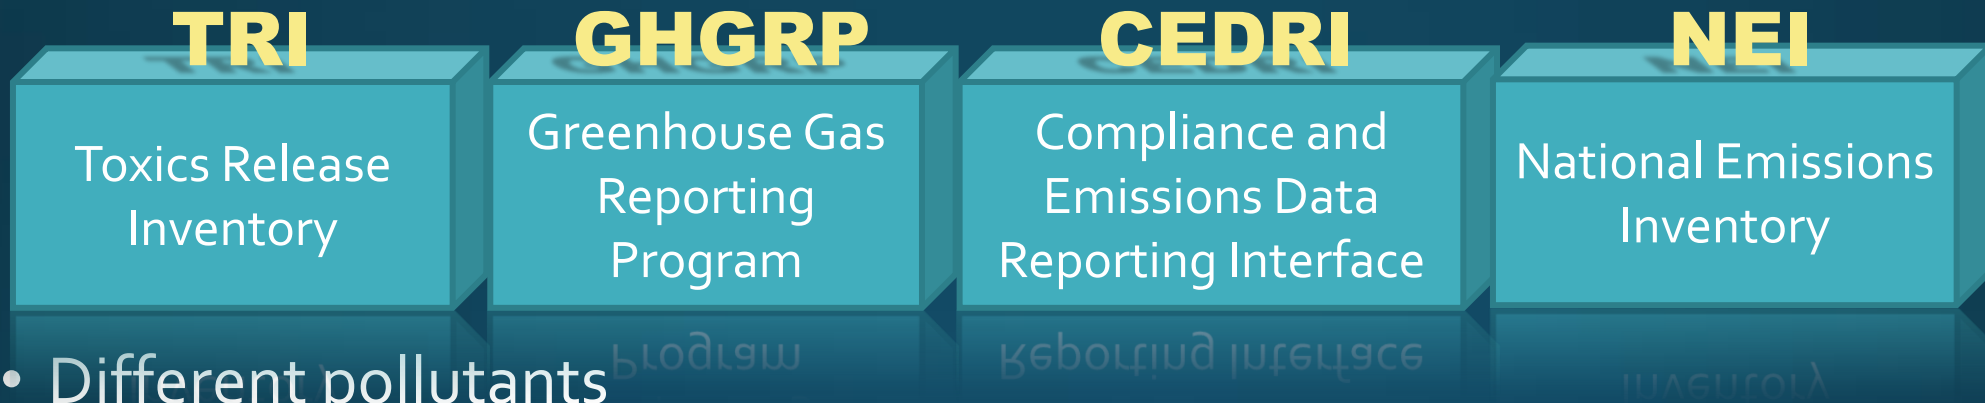 TRI
Toxics Release
Inventory
GHGRP
Greenhouse Gas
Reporting
Program
CEDRI
Compliance and
Emissions Data
Reporting Interface
NEI
National Emissions
Inventory
• Different pollutants